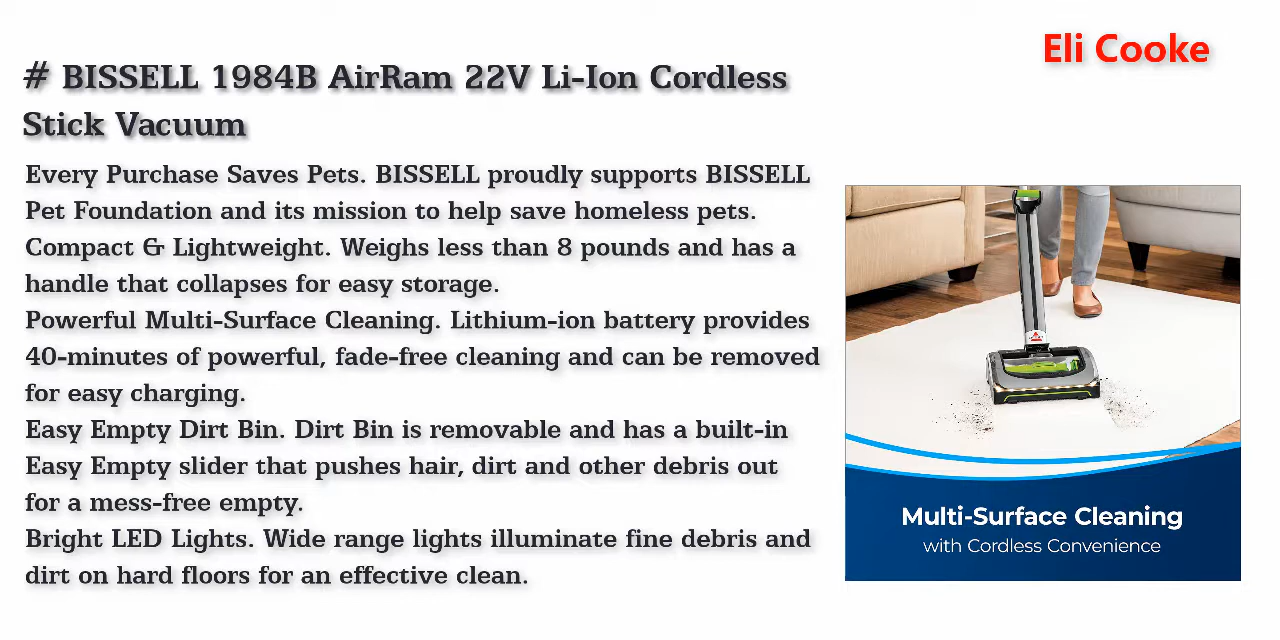 Eli Cooke
# BISSELL 1984B AirRam 22V Li-Ion Cordless
Stick Vacuum
Every Purchase Saves Pets. BISSELL proudly supports BISSELL
Pet Foundation and its mission to help save homeless pets.
Compact & Lightweight. Weighs less than 8 pounds and has a
handle that collapses for easy storage.
Powerful Multi-Surface Cleaning. Lithium-ion battery provides
40-minutes of powerful, fade-free cleaning and can be removed
for easy charging.
Easy Empty Dirt Bin. Dirt Bin is removable and has a built-in
Easy Empty slider that pushes hair, dirt and other debris out
for a mess-free empty.
Bright LED Lights. Wide range lights illuminate fine debris and
dirt on hard floors for an effective clean.
Multi-Surface Cleaning
with Cordless Convenience